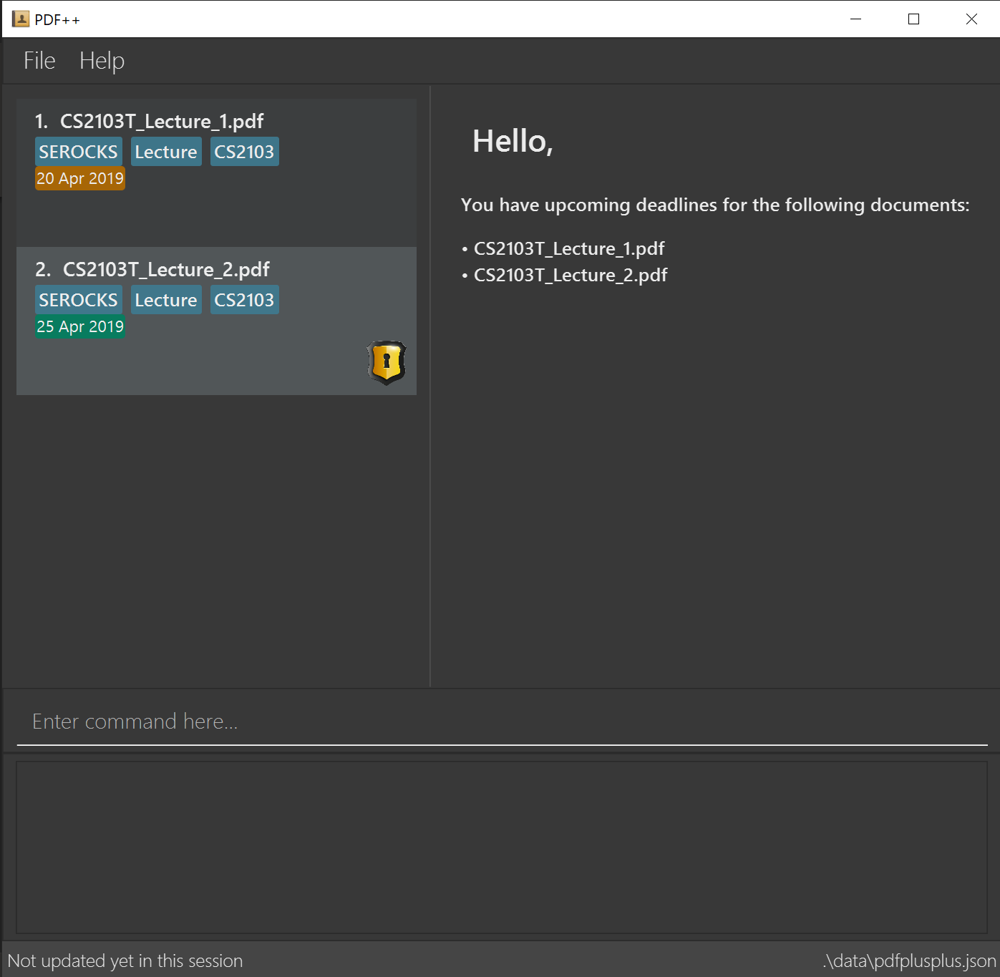 PDF++
File Help
1. CS2103T_Lecture_1.pdf
SEROCKS Lecture CS2103
20 Apr 2019
2. CS2103T_Lecture_2.pdf
SEROCKS Lecture CS2103
25 Apr 2019
Hello,
You have upcoming deadlines for the following documents:
• CS2103T_Lecture_1.pdf
• CS2103T_Lecture_2.pdf
Enter command here...
Not updated yet in this session
.\data\pdfplusplus.json